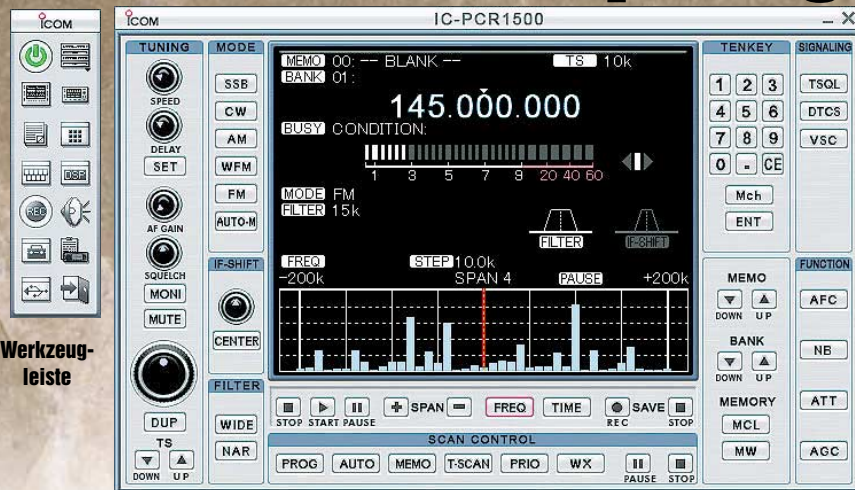 ICOM
REC
DSP
Werkzeug-
leiste
ICOM
IC-PCR1500
TUNING
SPEED
DELAY
SET
AF GAIN
SQUELCH
MONI
MUTE
DUP
TS
DOWN UP
MODE
SSB
CW
AM
WFM
FM
AUTO-M
IF-SHIFT
CENTER
FILTER
WIDE
NAR
MEMO 00: -- BLANK -- TS 10k
BANK 01:
145.000.000
BUSY CONDITION:
1 3 5 7 9 20 40 60
MODE FM
FILTER 15k
FILTER IF-SHIFT
FREQ STEP 10.0k
-200k SPAN 4 PAUSE +200k
STOP START PAUSE SPAN FREQ TIME REC SAVE STOP
SCAN CONTROL
PROG AUTO MEMO T-SCAN PRIO WX PAUSE STOP
TENKEY
1 2 3
4 5 6
7 8 9
0 . CE
Mch
ENT
MEMO
DOWN UP
BANK
DOWN UP
MEMORY
MCL
MW
SIGNALING
TSQL
DTCS
VSC
FUNCTION
AFC
NB
ATT
AGC